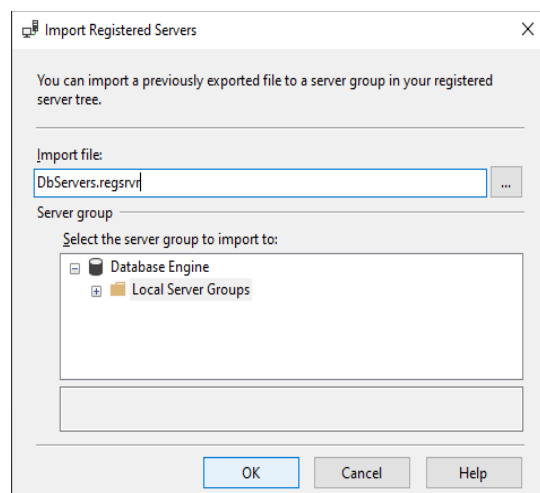 Import Registered Servers
You can import a previously exported file to a server group in your registered
server tree.
Import file:
DbServers.regsrvr
...
Server group
Select the server group to import to:
Database Engine
Local Server Groups
OK Cancel Help